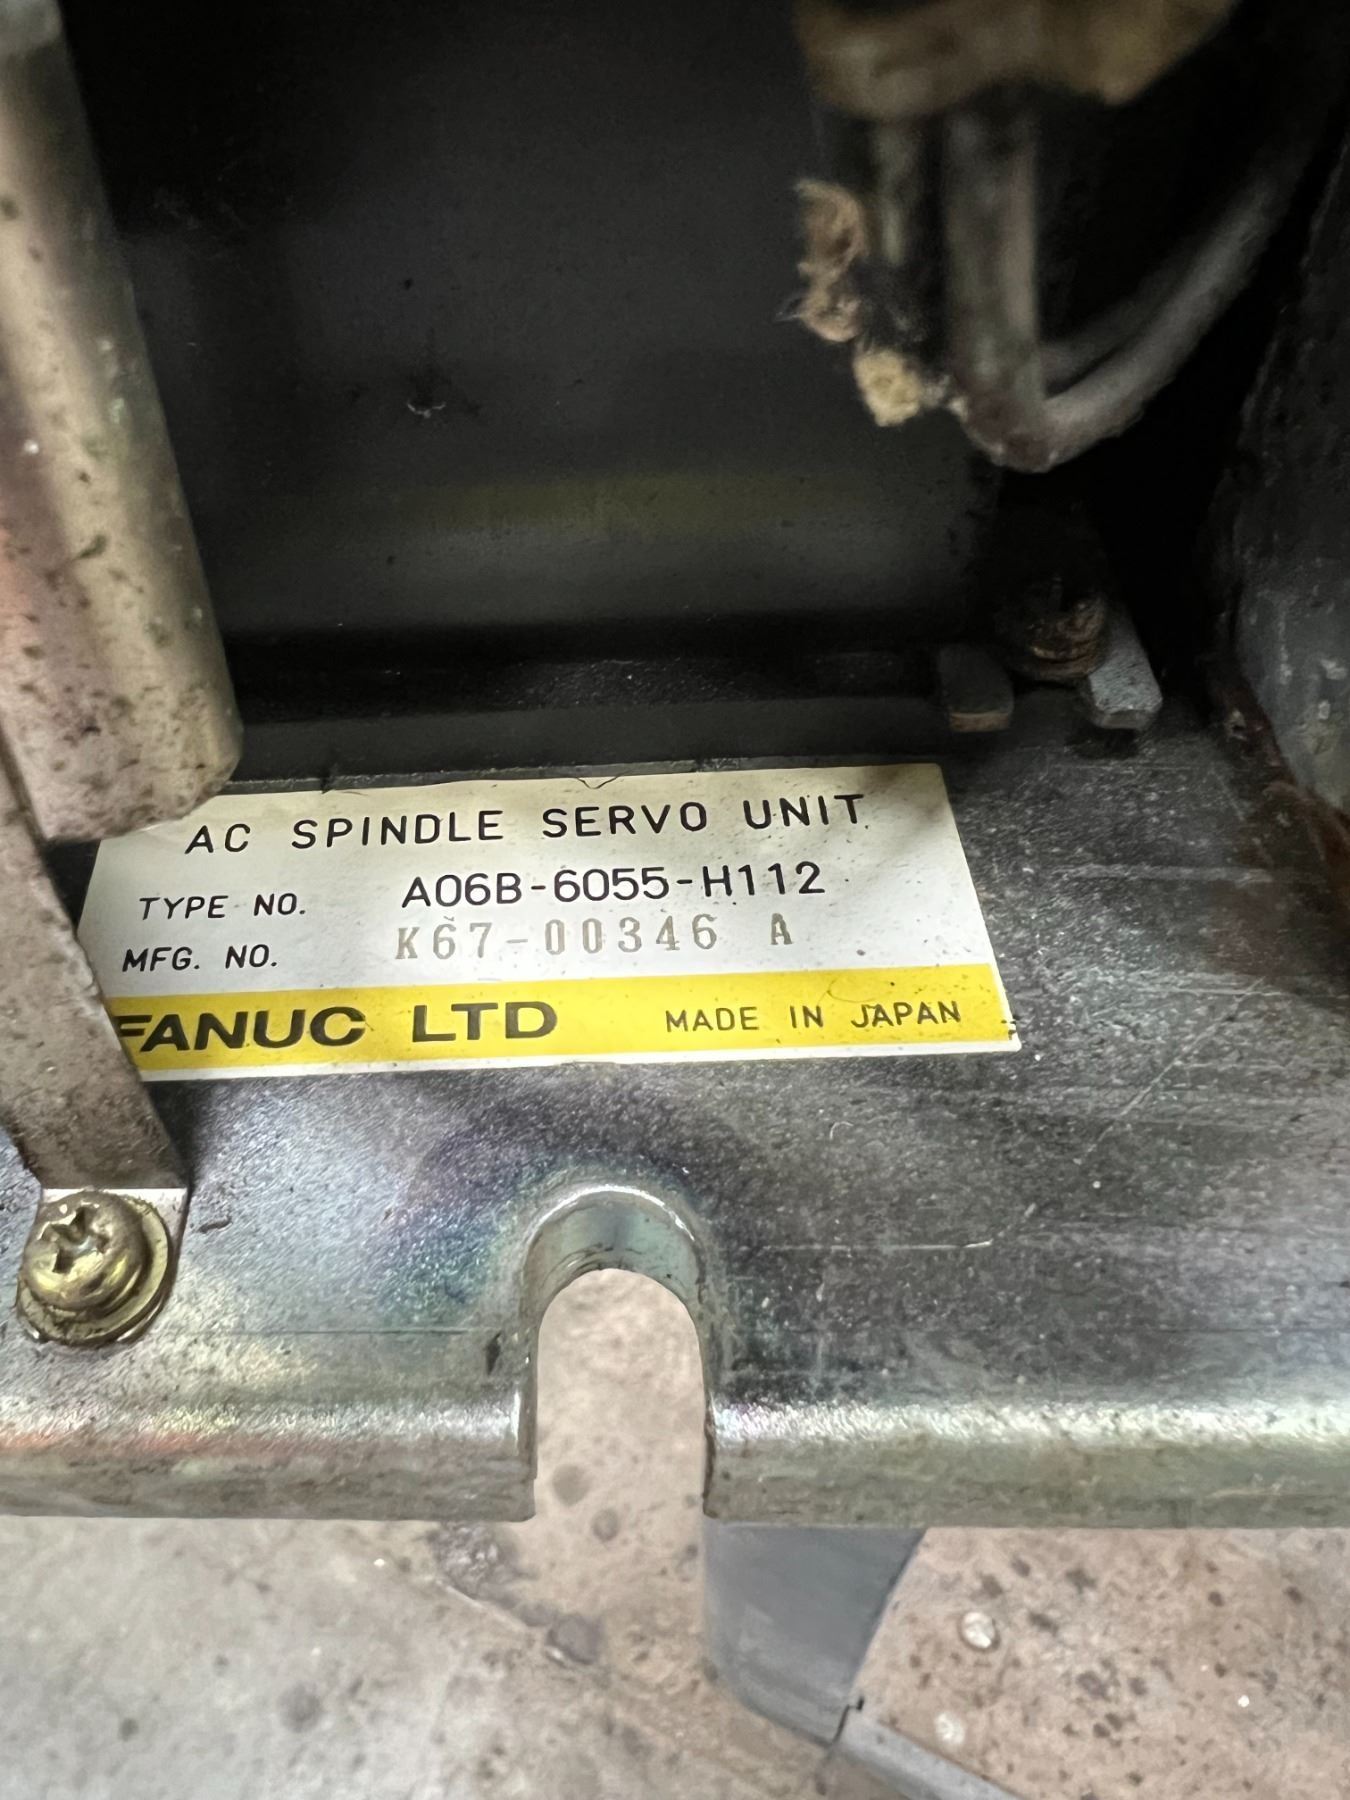 AC SPINDLE SERVO UNIT
TYPE NO. A06B-6055-H112
MFG. NO. K67-00346 A
FANUC LTD MADE IN JAPAN